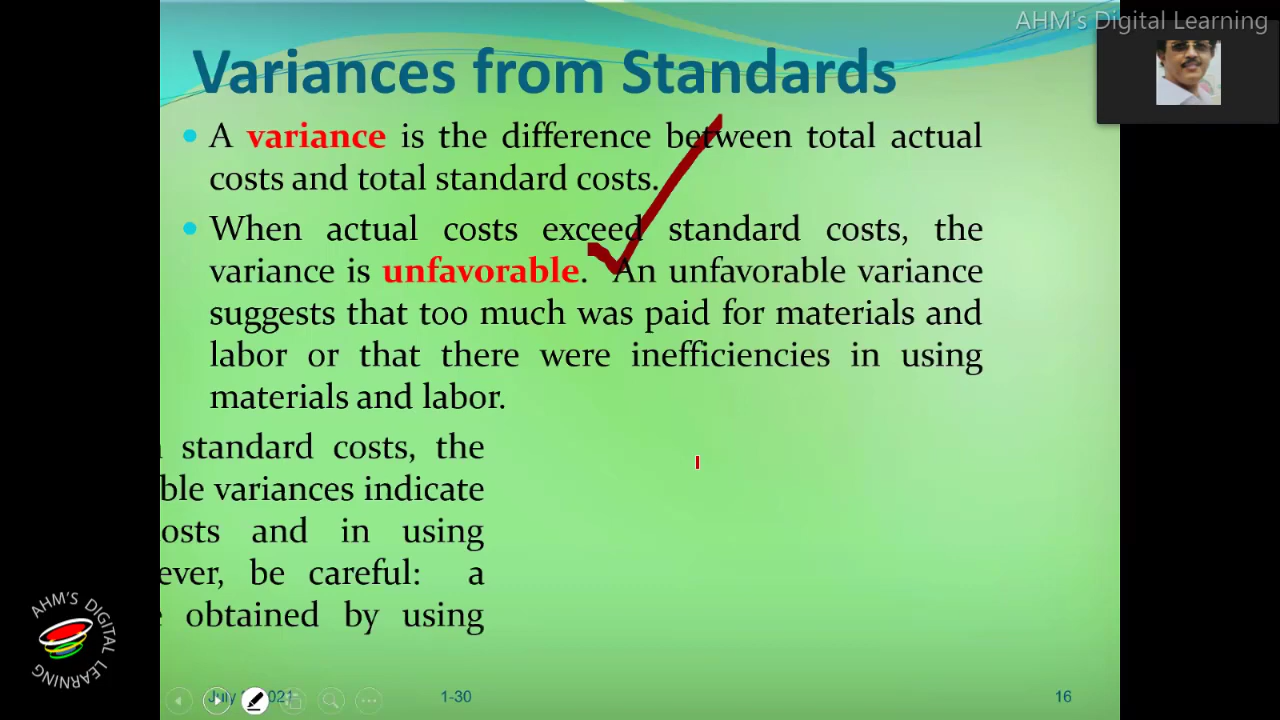 AHM's Digital Learning
Variances from Standards
• A variance is the difference between total actual
costs and total standard costs.
• When actual costs exceed standard costs, the
variance is unfavorable. An unfavorable variance
suggests that too much was paid for materials and
labor or that there were inefficiencies in using
materials and labor.
standard costs, the
ble variances indicate
osts and in using
ever, be careful: a
obtained by using
AHM'S DIGITAL LEARNING
July
1-30
16